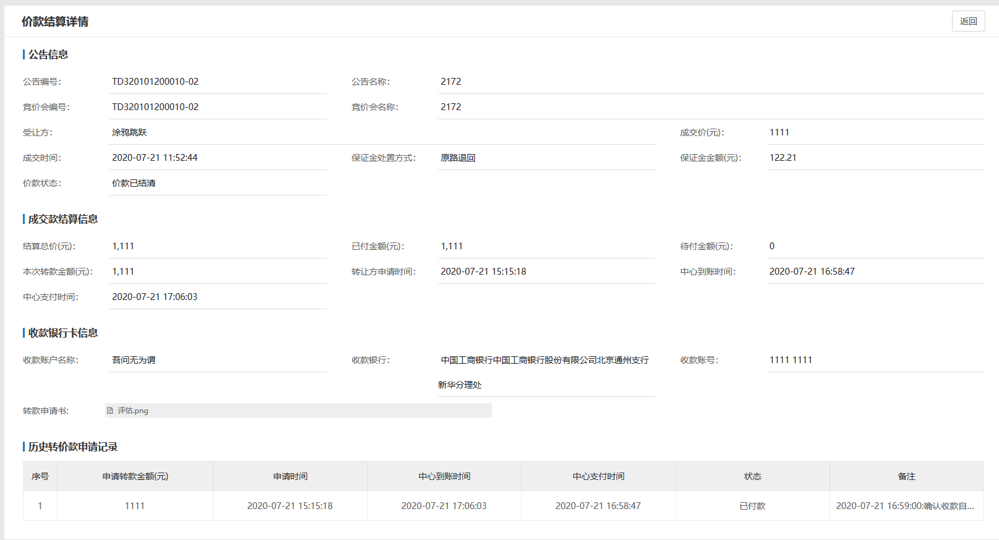 价款结算详情 返回
公告信息
公告编号： TD320101200010-02 公告名称： 2172
竞价会编号： TD320101200010-02 竞价会名称： 2172
受让方： 涂鸦跳跃 成交价(元)： 1111
成交时间： 2020-07-21 11:52:44 保证金处置方式： 原路退回 保证金金额(元)： 122.21
价款状态： 价款已结清
成交款结算信息
结算总价(元)： 1,111 已付金额(元)： 1,111 待付金额(元)： 0
本次转款金额(元)： 1,111 转让方申请时间： 2020-07-21 15:15:18 中心到账时间： 2020-07-21 16:58:47
中心支付时间： 2020-07-21 17:06:03
收款银行卡信息
收款账户名称： 吾问无为谓 收款银行： 中国工商银行中国工商银行股份有限公司北京通州支行 收款账号： 1111 1111
新华分理处
转款申请书： 评估.png
历史转价款申请记录
序号 申请转款金额(元) 申请时间 中心到账时间 中心支付时间 状态 备注
1 1111 2020-07-21 15:15:18 2020-07-21 17:06:03 2020-07-21 16:58:47 已付款 2020-07-21 16:59:00:确认收款自...